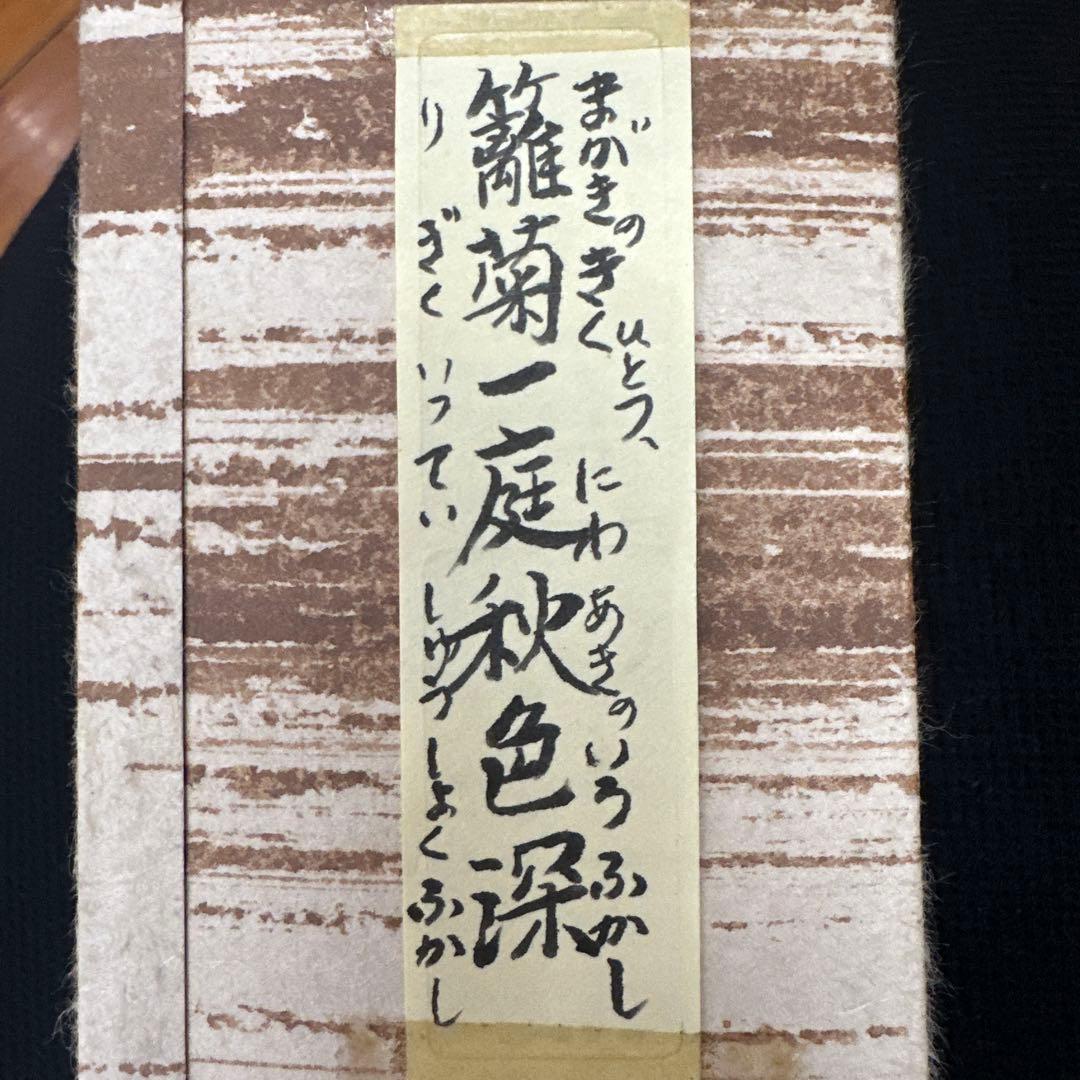 まがきのきくひとつ、にわあきのいろふかし
籬菊一庭秋色深
りぎくいっていしゅうしょくふかし